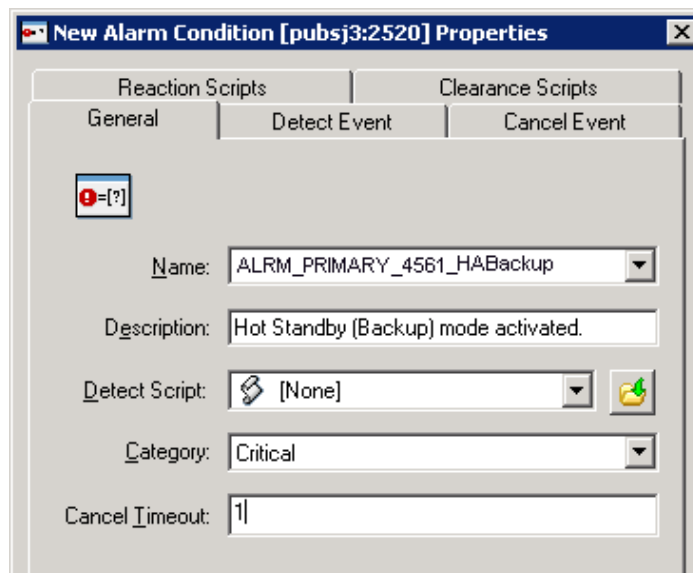 New Alarm Condition [pubsj3:2520] Properties
Reaction Scripts Clearance Scripts
General Detect Event Cancel Event
=[?]
Name: ALRM_PRIMARY_4561_HABackup
Description: Hot Standby (Backup) mode activated.
Detect Script: [None]
Category: Critical
Cancel Timeout: 1